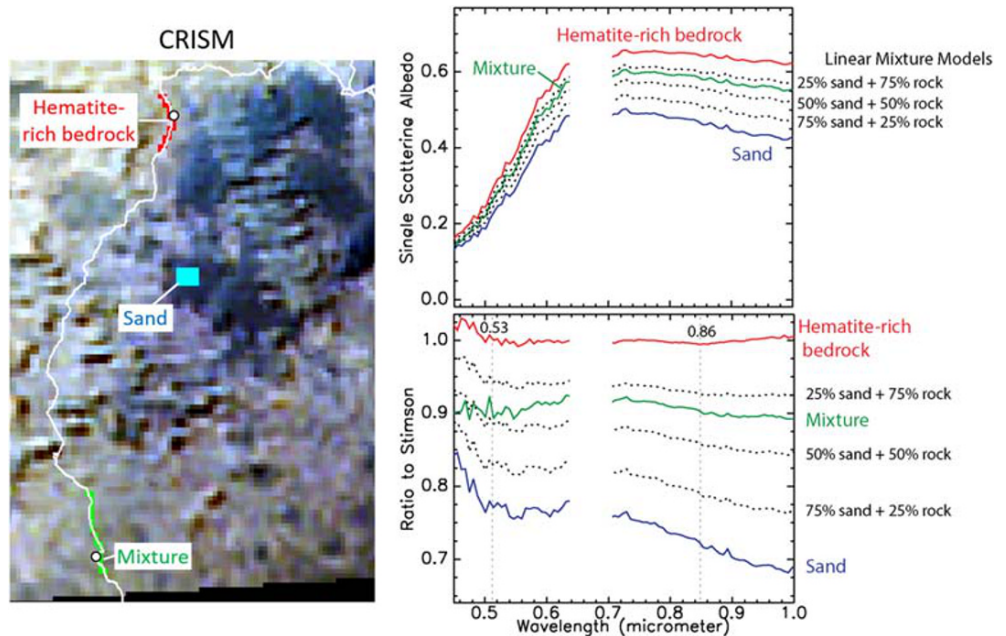 CRISM
Hematite-
rich bedrock
Sand
Mixture
Single Scattering Albedo
0.6
0.4
0.2
0.0
Hematite-rich bedrock
Mixture
Sand
Linear Mixture Models
25% sand + 75% rock
50% sand + 50% rock
75% sand + 25% rock
Ratio to Stimson
1.0
0.9
0.8
0.7
0.53
0.86
Hematite-rich
bedrock
25% sand + 75% rock
Mixture
50% sand + 50% rock
75% sand + 25% rock
Sand
0.5 0.6 0.7 0.8 0.9 1.0
Wavelength (micrometer)